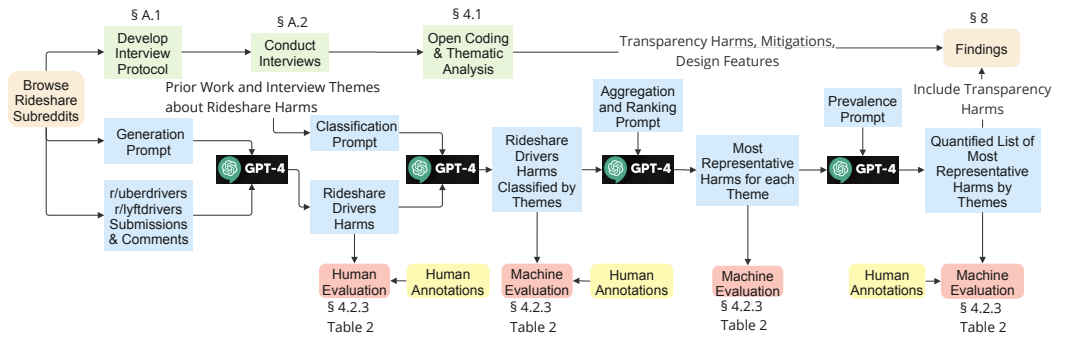 § A.1
§ A.2
§ 4.1
§ 8
Develop
Interview
Protocol
Conduct
Interviews
Open Coding
& Thematic
Analysis
Transparency Harms, Mitigations,
Design Features
Findings
Browse
Rideshare
Subreddits
Prior Work and Interview Themes
about Rideshare Harms
Generation
Prompt
r/uberdrivers
r/lyftdrivers
Submissions
& Comments
GPT-4
Classification
Prompt
Rideshare
Drivers
Harms
GPT-4
Rideshare
Drivers
Harms
Classified by
Themes
Aggregation
and Ranking
Prompt
GPT-4
Most
Representative
Harms for each
Theme
Prevalence
Prompt
GPT-4
Include Transparency
Harms
Quantified List of
Most
Representative
Harms by
Themes
Human
Evaluation
Human
Annotations
§ 4.2.3
Table 2
Machine
Evaluation
Human
Annotations
§ 4.2.3
Table 2
Machine
Evaluation
§ 4.2.3
Table 2
Human
Annotations
Machine
Evaluation
§ 4.2.3
Table 2